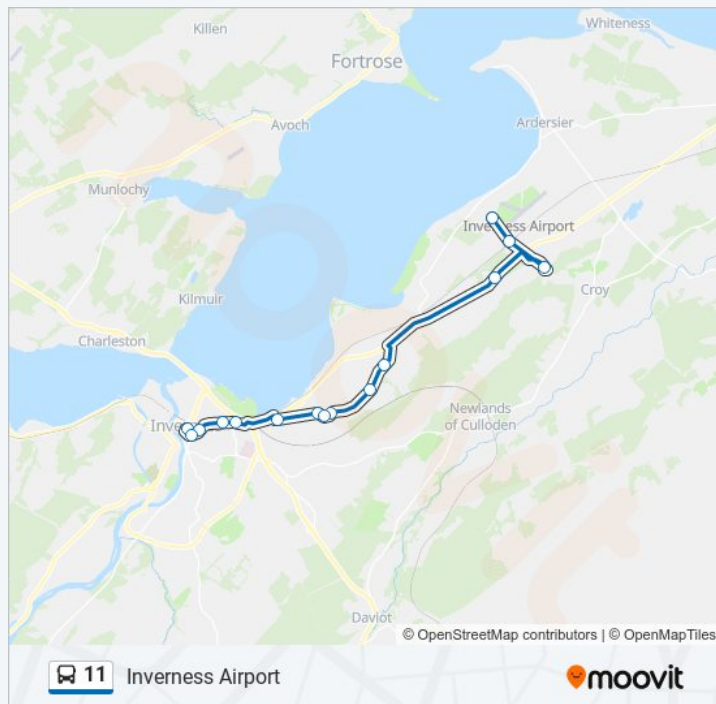 Killen
Whiteness
Fortrose
Avoch
Ardersier
Munlochy
Inverness Airport
Croy
Kilmuir
Charleston
Newlands
of Culloden
Daviot
© OpenStreetMap contributors | © OpenMapTiles
11 Inverness Airport
moovit